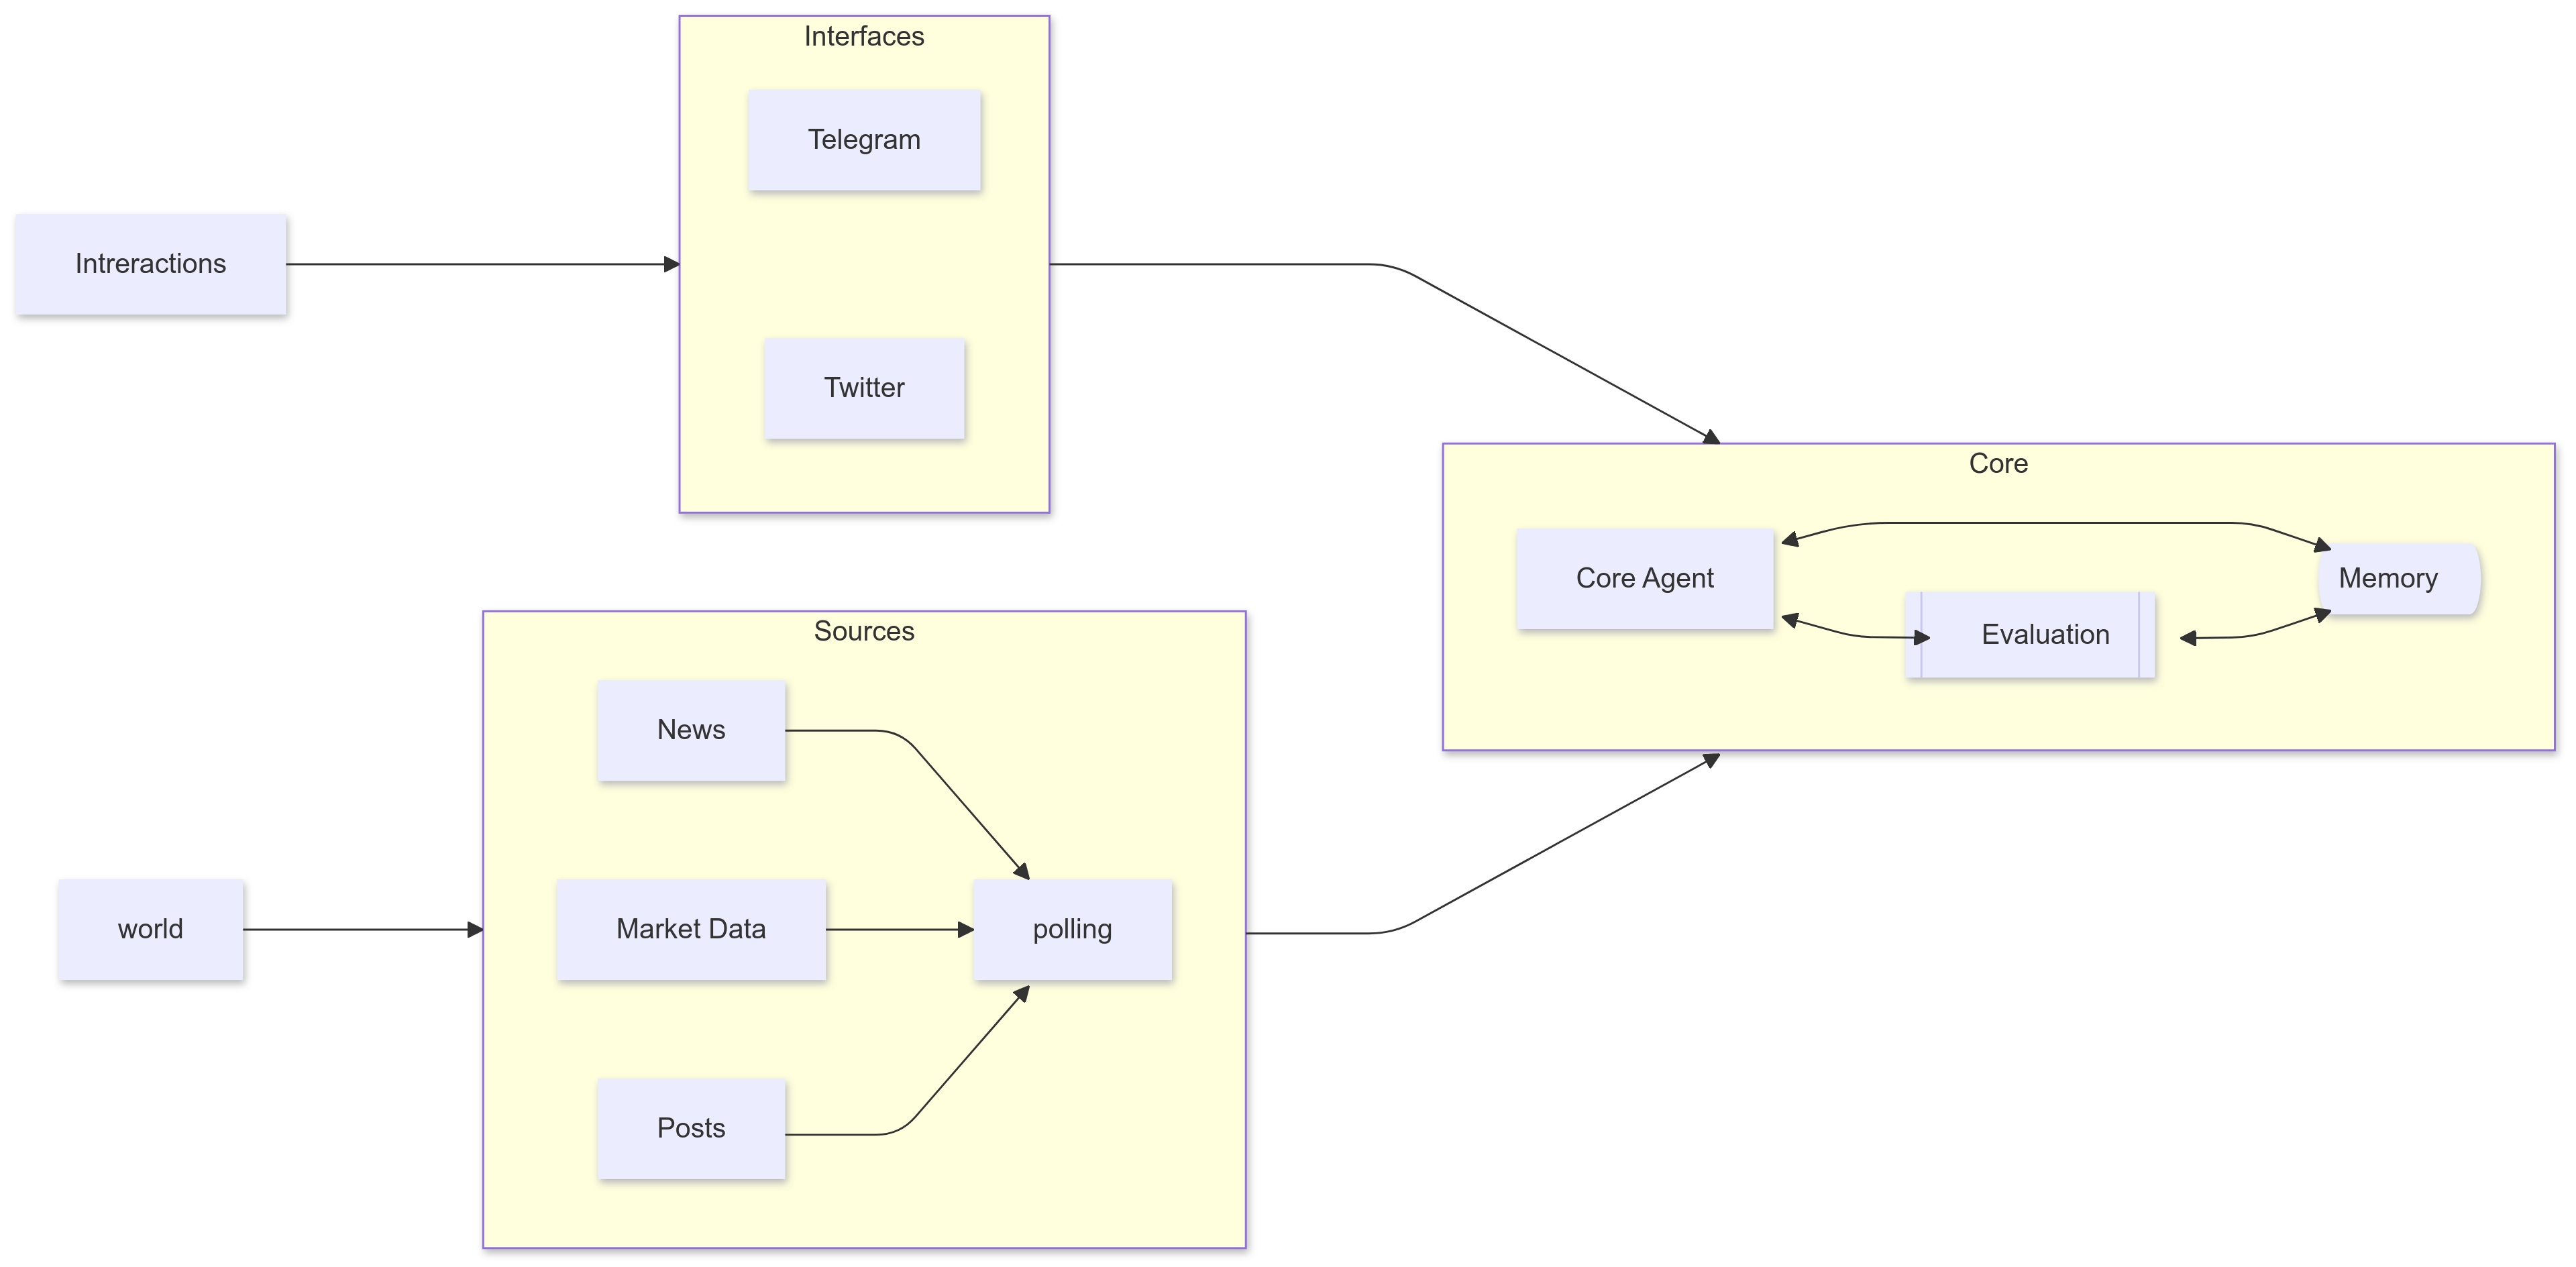 Interfaces
Telegram
Intreractions
Twitter
Core
Core Agent
Memory
Evaluation
Sources
News
world
Market Data
polling
Posts